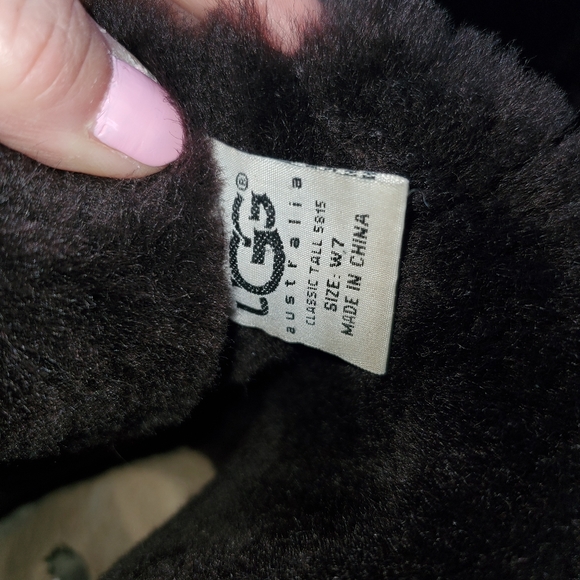 UGG®
australia
CLASSIC TALL 5815
SIZE: W7
MADE IN CHINA